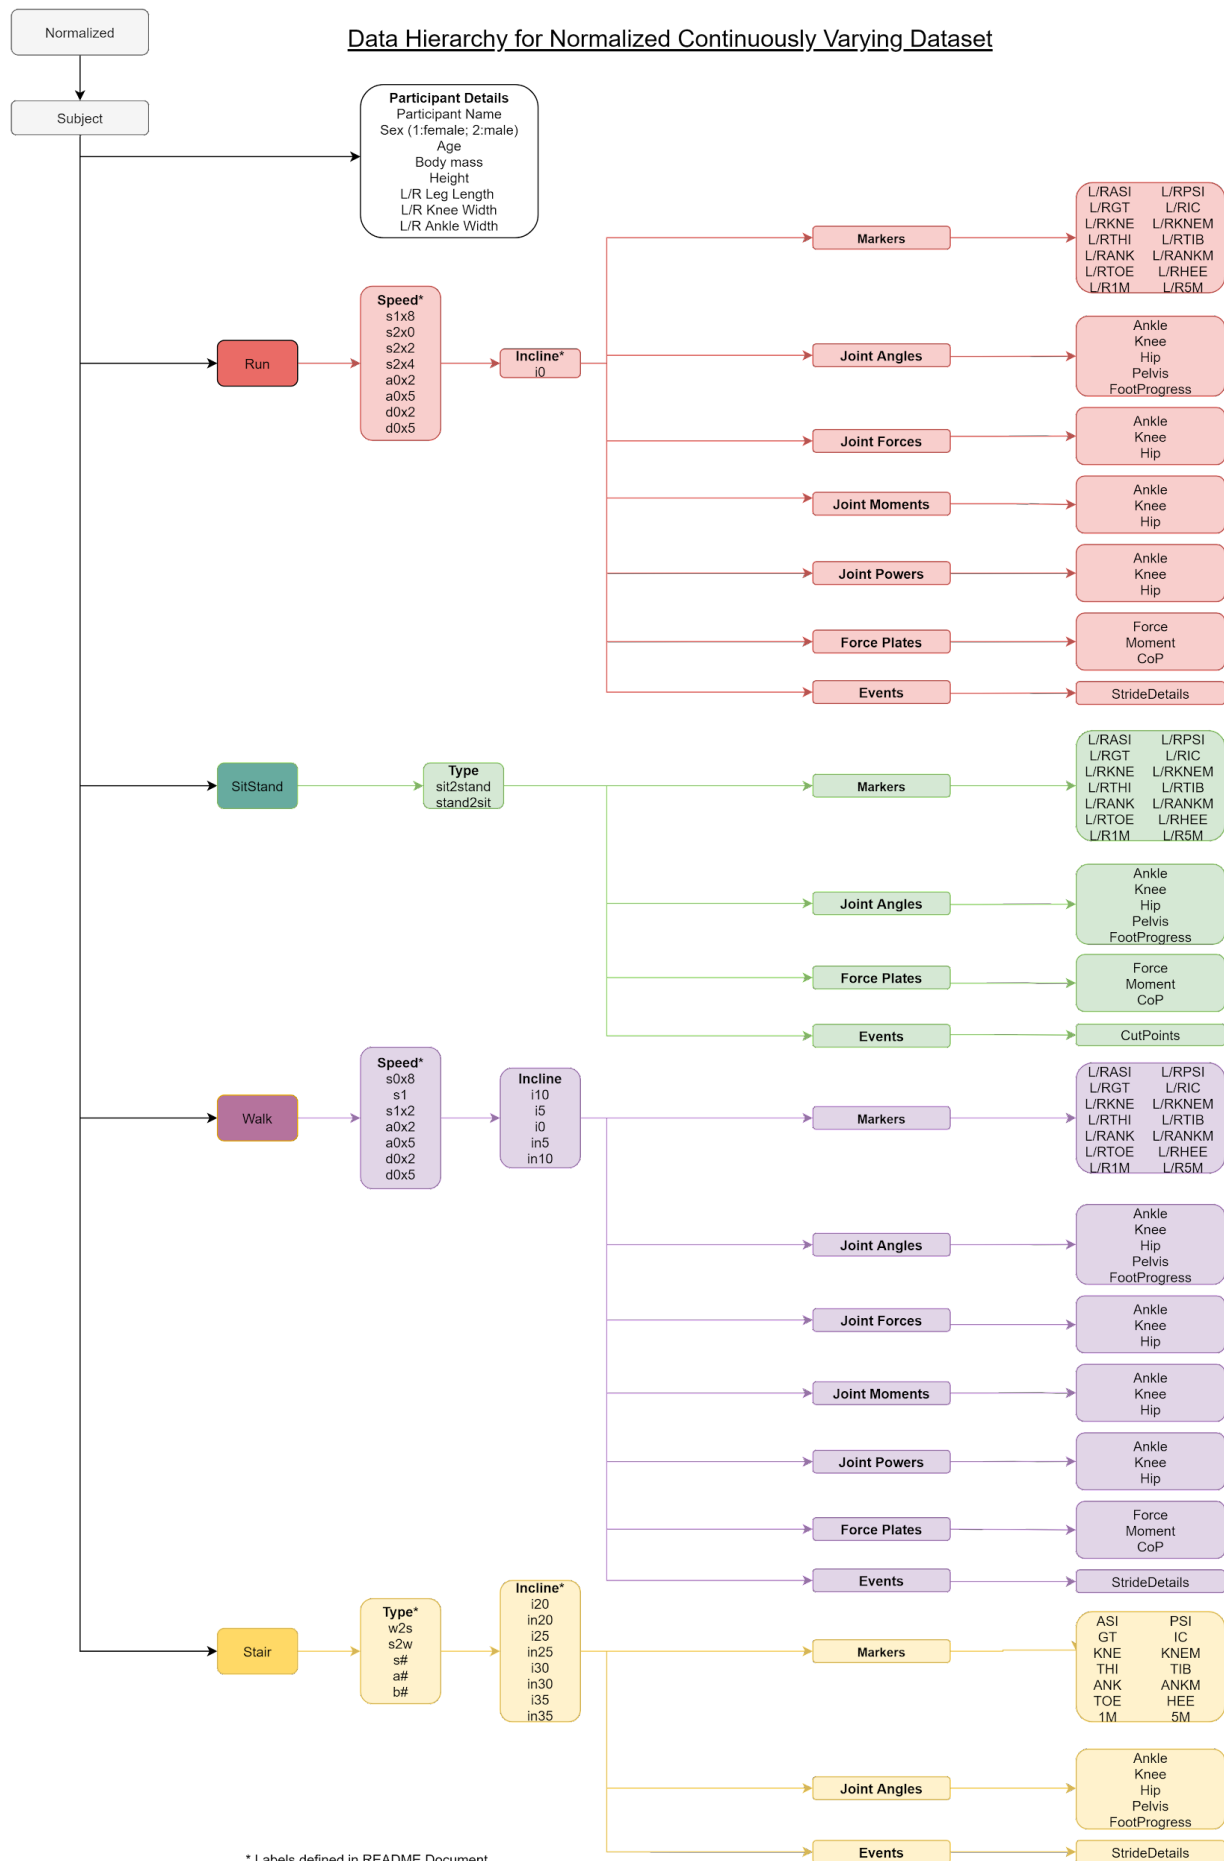 Normalized
Data Hierarchy for Normalized Continuously Varying Dataset
Subject
Participant Details
Participant Name
Sex (1:female; 2:male)
Age
Body mass
Height
L/R Leg Length
L/R Knee Width
L/R Ankle Width
Run
Speed*
s1x8
s2x0
s2x2
s2x4
a0x2
a0x5
d0x2
d0x5
Incline*
i0
Markers
L/RASI L/RPSI
L/RGT L/RIC
L/RKNE L/RKNEM
L/RTHI L/RTIB
L/RANK L/RANKM
L/RTOE L/RHEE
L/R1M L/R5M
Joint Angles
Ankle
Knee
Hip
Pelvis
FootProgress
Joint Forces
Ankle
Knee
Hip
Joint Moments
Ankle
Knee
Hip
Joint Powers
Ankle
Knee
Hip
Force Plates
Force
Moment
CoP
Events
StrideDetails
SitStand
Type
sit2stand
stand2sit
Markers
L/RASI L/RPSI
L/RGT L/RIC
L/RKNE L/RKNEM
L/RTHI L/RTIB
L/RANK L/RANKM
L/RTOE L/RHEE
L/R1M L/R5M
Joint Angles
Ankle
Knee
Hip
Pelvis
FootProgress
Force Plates
Force
Moment
CoP
Events
CutPoints
Walk
Speed*
s0x8
s1
s1x2
a0x2
a0x5
d0x2
d0x5
Incline
i10
i5
i0
in5
in10
Markers
L/RASI L/RPSI
L/RGT L/RIC
L/RKNE L/RKNEM
L/RTHI L/RTIB
L/RANK L/RANKM
L/RTOE L/RHEE
L/R1M L/R5M
Joint Angles
Ankle
Knee
Hip
Pelvis
FootProgress
Joint Forces
Ankle
Knee
Hip
Joint Moments
Ankle
Knee
Hip
Joint Powers
Ankle
Knee
Hip
Force Plates
Force
Moment
CoP
Events
StrideDetails
Stair
Type*
w2s
s2w
s#
a#
b#
Incline*
i20
in20
i25
in25
i30
in30
i35
in35
Markers
ASI PSI
GT IC
KNE KNEM
THI TIB
ANK ANKM
TOE HEE
1M 5M
Joint Angles
Ankle
Knee
Hip
Pelvis
FootProgress
Events
StrideDetails
* Labels defined in README Document